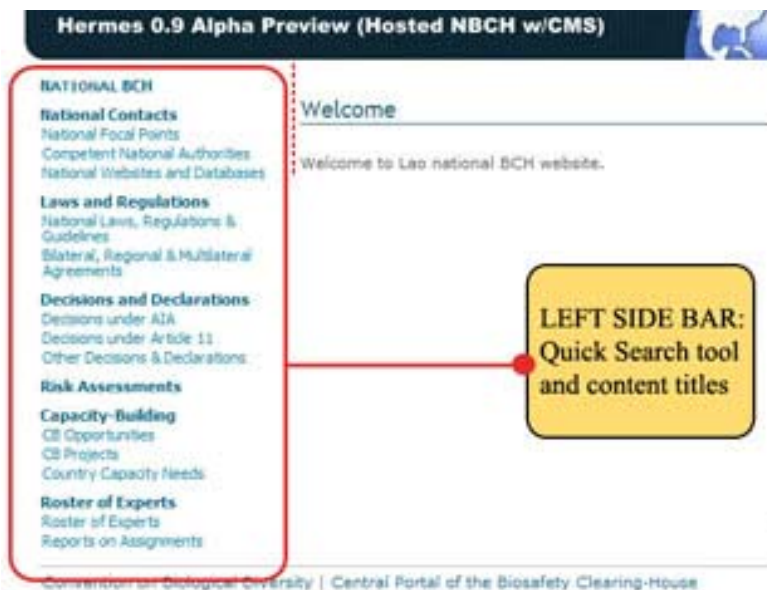 Hermes 0.9 Alpha Preview (Hosted NBCH w/CMS)
NATIONAL BCH
National Contacts
National Focal Points
Competent National Authorities
National Websites and Databases
Laws and Regulations
National Laws, Regulations &
Guidelines
Bilateral, Regional & Multilateral
Agreements
Decisions and Declarations
Decisions under AIA
Decisions under Article 11
Other Decisions & Declarations
Risk Assessments
Capacity-Building
CB Opportunities
CB Projects
Country Capacity Needs
Roster of Experts
Roster of Experts
Reports on Assignments
Welcome
Welcome to Lao national BCH website.
LEFT SIDE BAR:
Quick Search tool
and content titles
Convention on Biological Diversity | Central Portal of the Biosafety Clearing-House